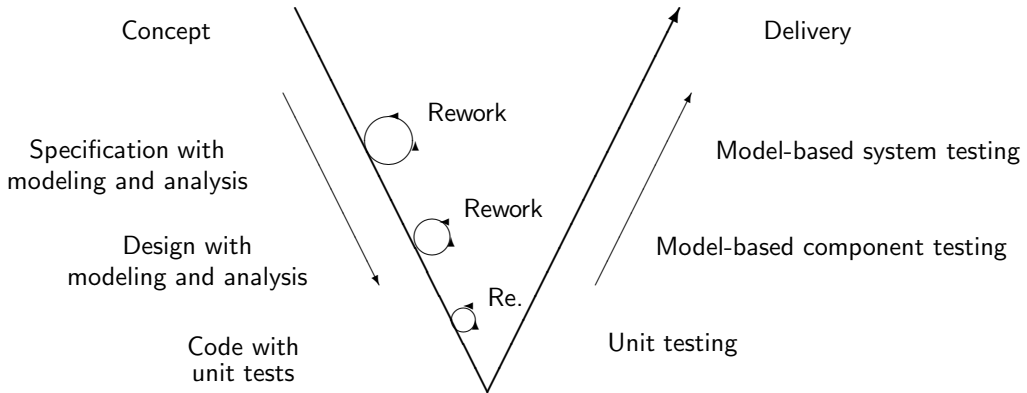 Concept
Delivery
Rework
Specification with
modeling and analysis
Model-based system testing
Rework
Design with
modeling and analysis
Model-based component testing
Re.
Code with
unit tests
Unit testing